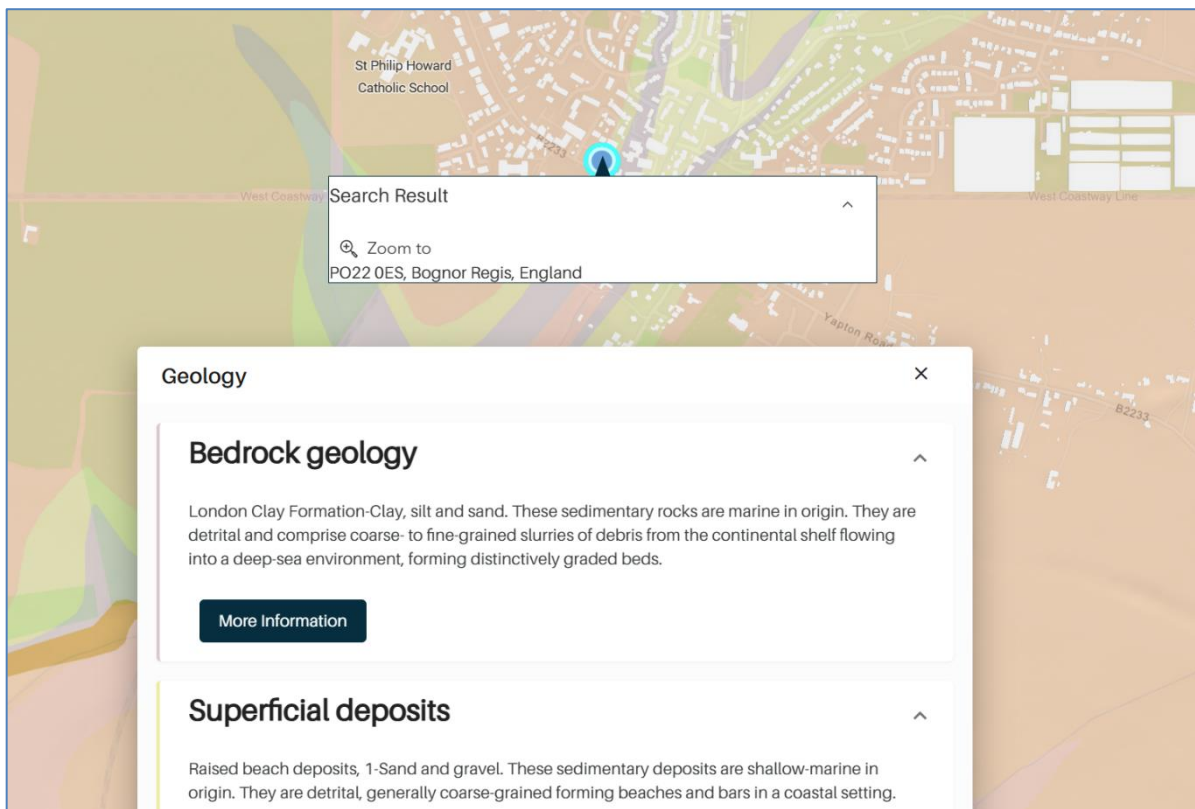 St Philip Howard
Catholic School
B2233
West Coastway
West Coastway Line
Search Result
Zoom to
PO22 0ES, Bognor Regis, England
Yapton Road
B2233
Geology
Bedrock geology
London Clay Formation-Clay, silt and sand. These sedimentary rocks are marine in origin. They are
detrital and comprise coarse- to fine-grained slurries of debris from the continental shelf flowing
into a deep-sea environment, forming distinctively graded beds.
More Information
Superficial deposits
Raised beach deposits, 1-Sand and gravel. These sedimentary deposits are shallow-marine in
origin. They are detrital, generally coarse-grained forming beaches and bars in a coastal setting.